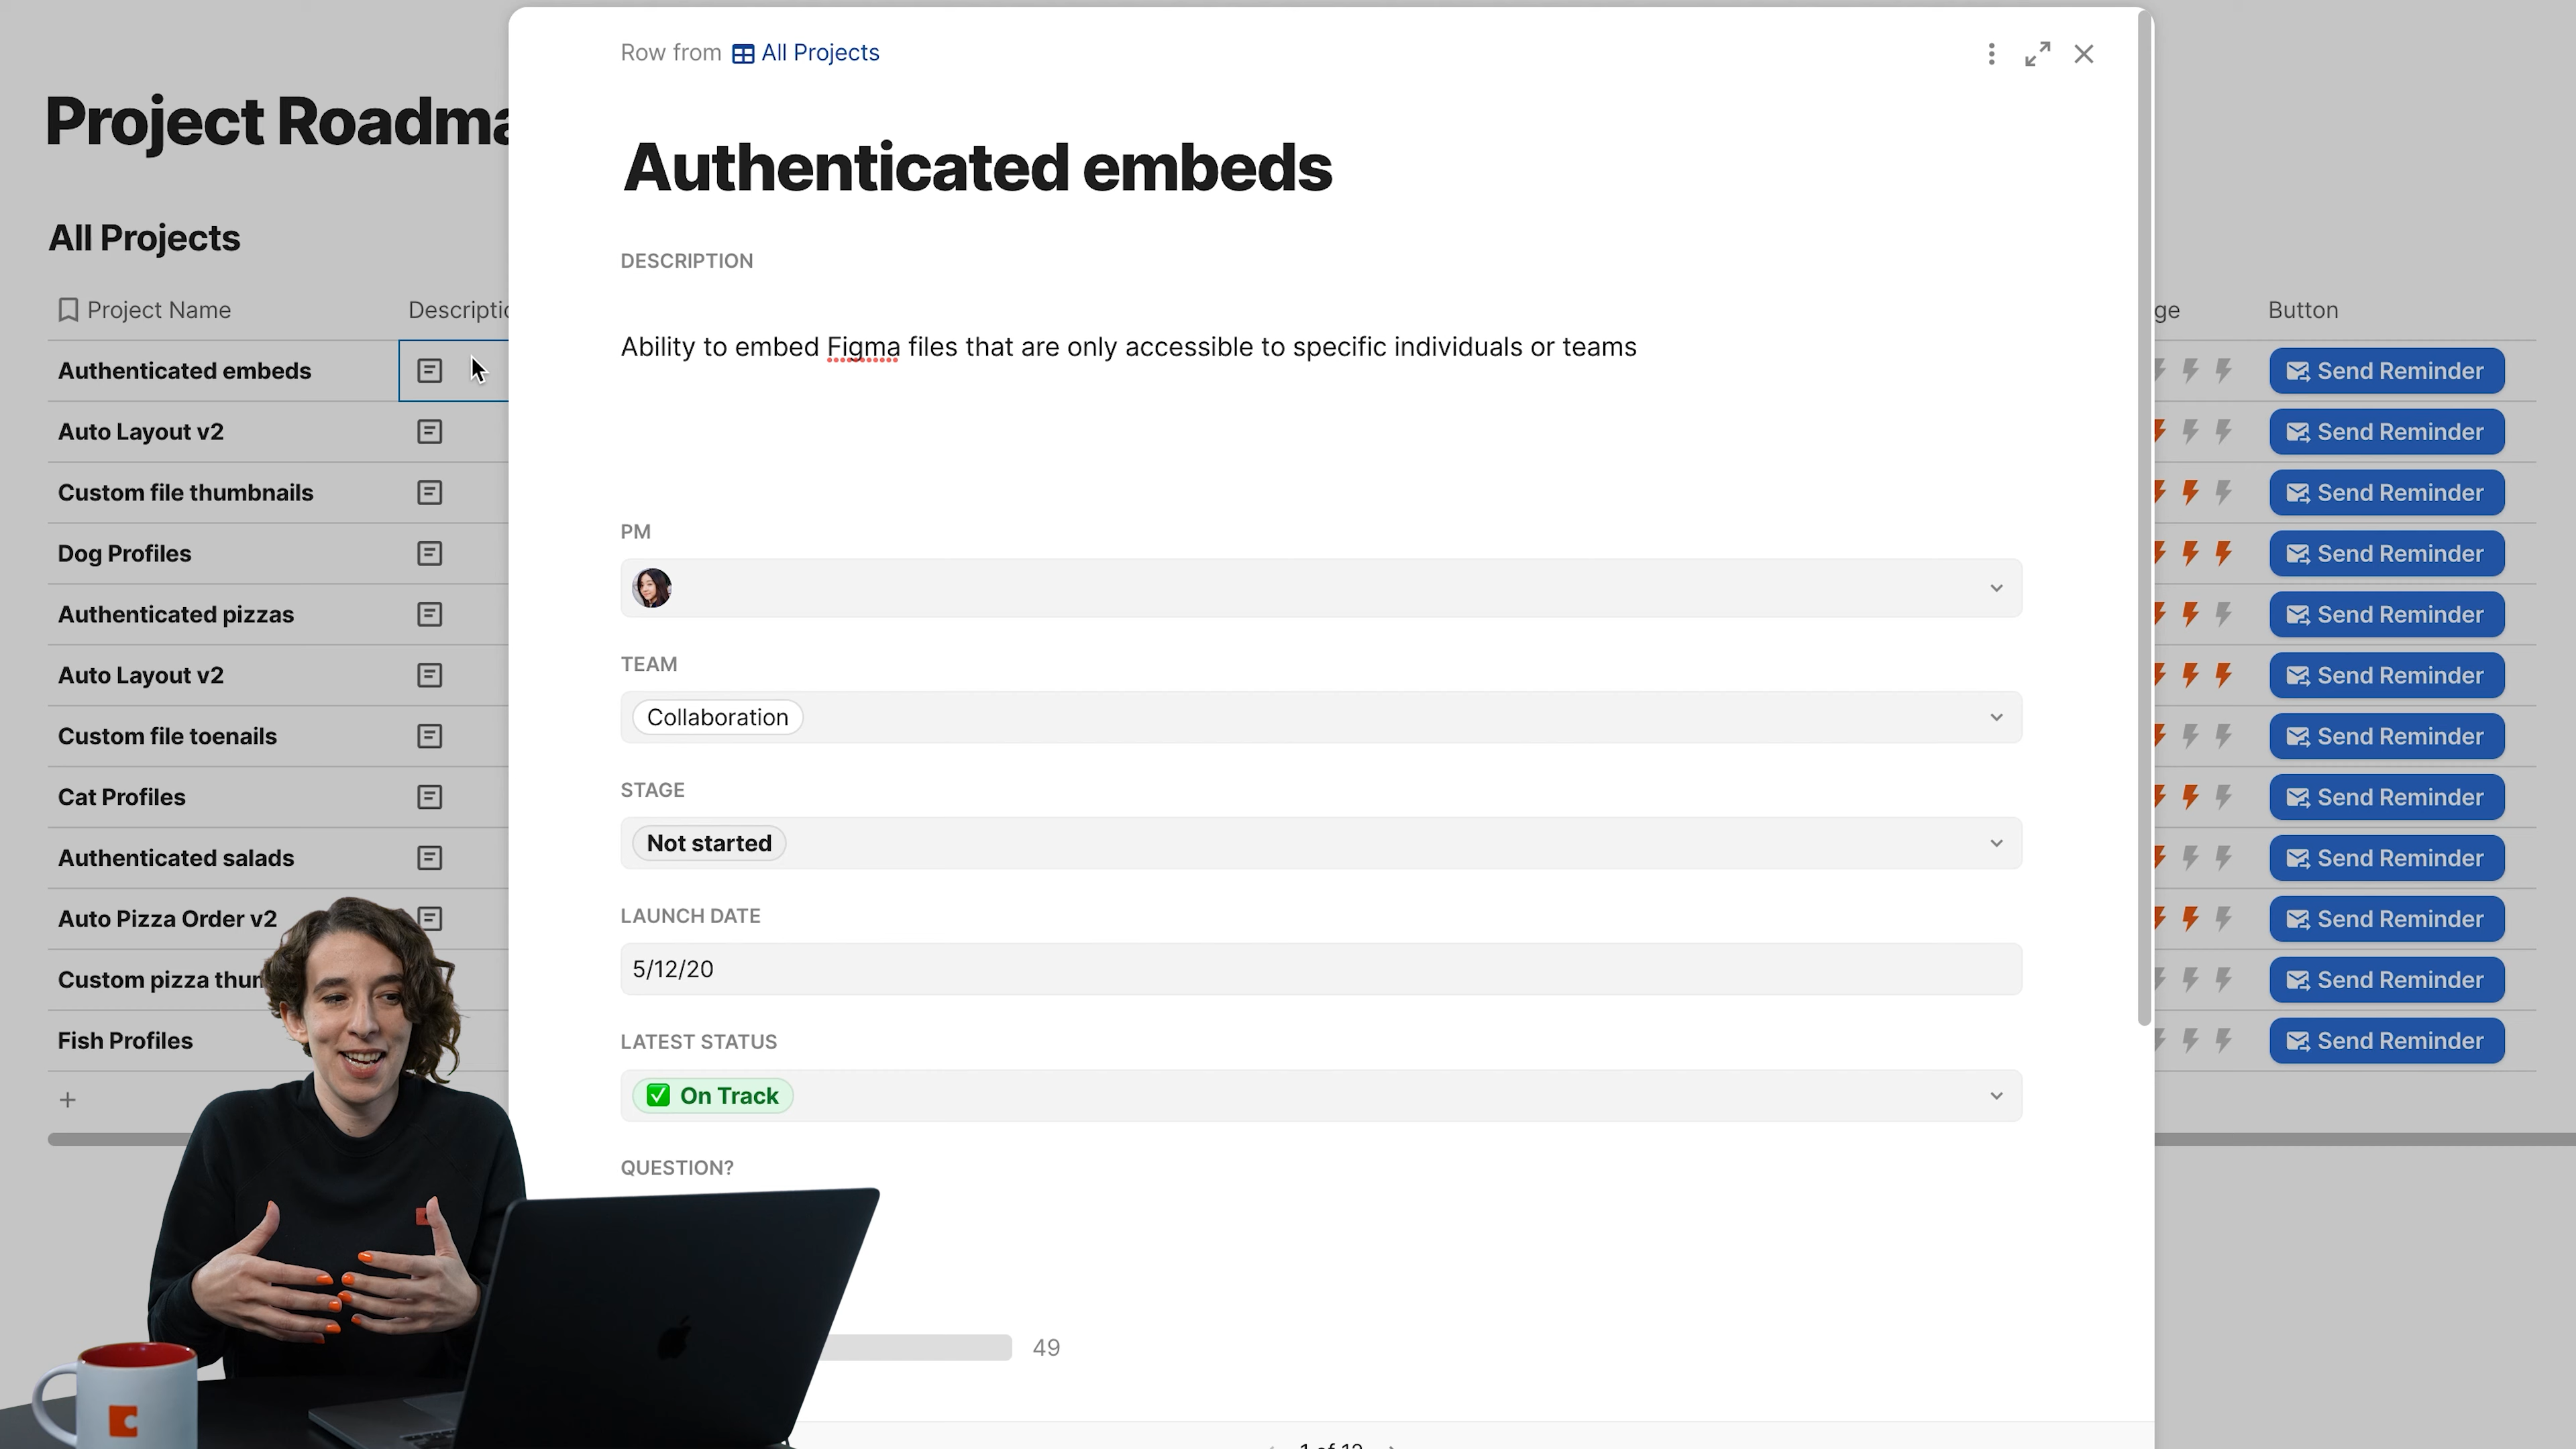 Row from All Projects
Project Roadma
Authenticated embeds
All Projects
DESCRIPTION
Project Name
Descriptio
ge
Button
Ability to embed Figma files that are only accessible to specific individuals or teams
Authenticated embeds
Send Reminder
Auto Layout v2
Send Reminder
Custom file thumbnails
Send Reminder
PM
Dog Profiles
Send Reminder
Authenticated pizzas
Send Reminder
TEAM
Auto Layout v2
Send Reminder
Collaboration
Custom file toenails
Send Reminder
STAGE
Cat Profiles
Send Reminder
Not started
Authenticated salads
Send Reminder
LAUNCH DATE
Auto Pizza Order v2
Send Reminder
5/12/20
Custom pizza thu
Send Reminder
LATEST STATUS
Fish Profiles
Send Reminder
On Track
QUESTION?
49
1 of 12